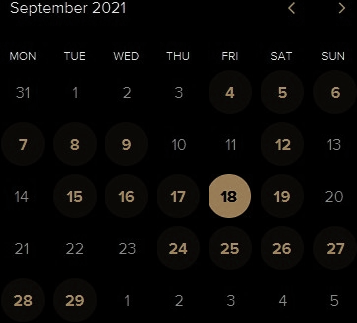 September 2021
MON TUE WED THU FRI SAT SUN
31 1 2 3 4 5 6
7 8 9 10 11 12 13
14 15 16 17 18 19 20
21 22 23 24 25 26 27
28 29 1 2 3 4 5